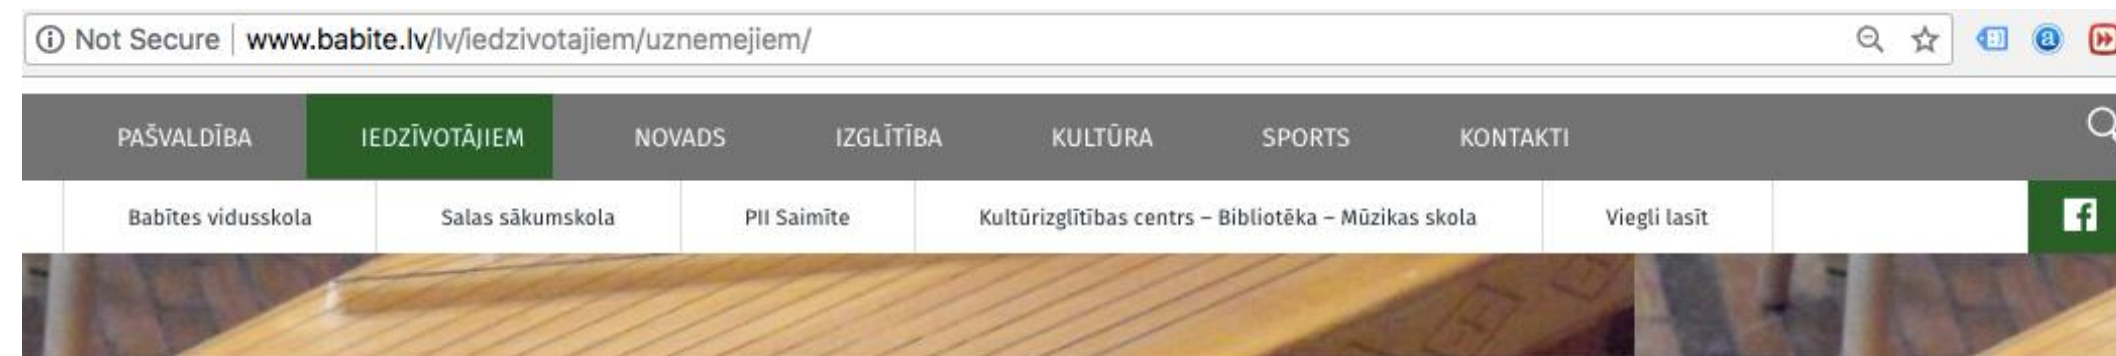 Not Secure www.babite.lv/lv/iedzivotajiem/uznemejiem/
PAŠVALDĪBA IEDZĪVOTĀJIEM NOVADS IZGLĪTĪBA KULTŪRA SPORTS KONTAKTI
Babītes vidusskola Salas sākumskola PII Saimīte Kultūrizglītības centrs – Bibliotēka – Mūzikas skola Viegli lasīt